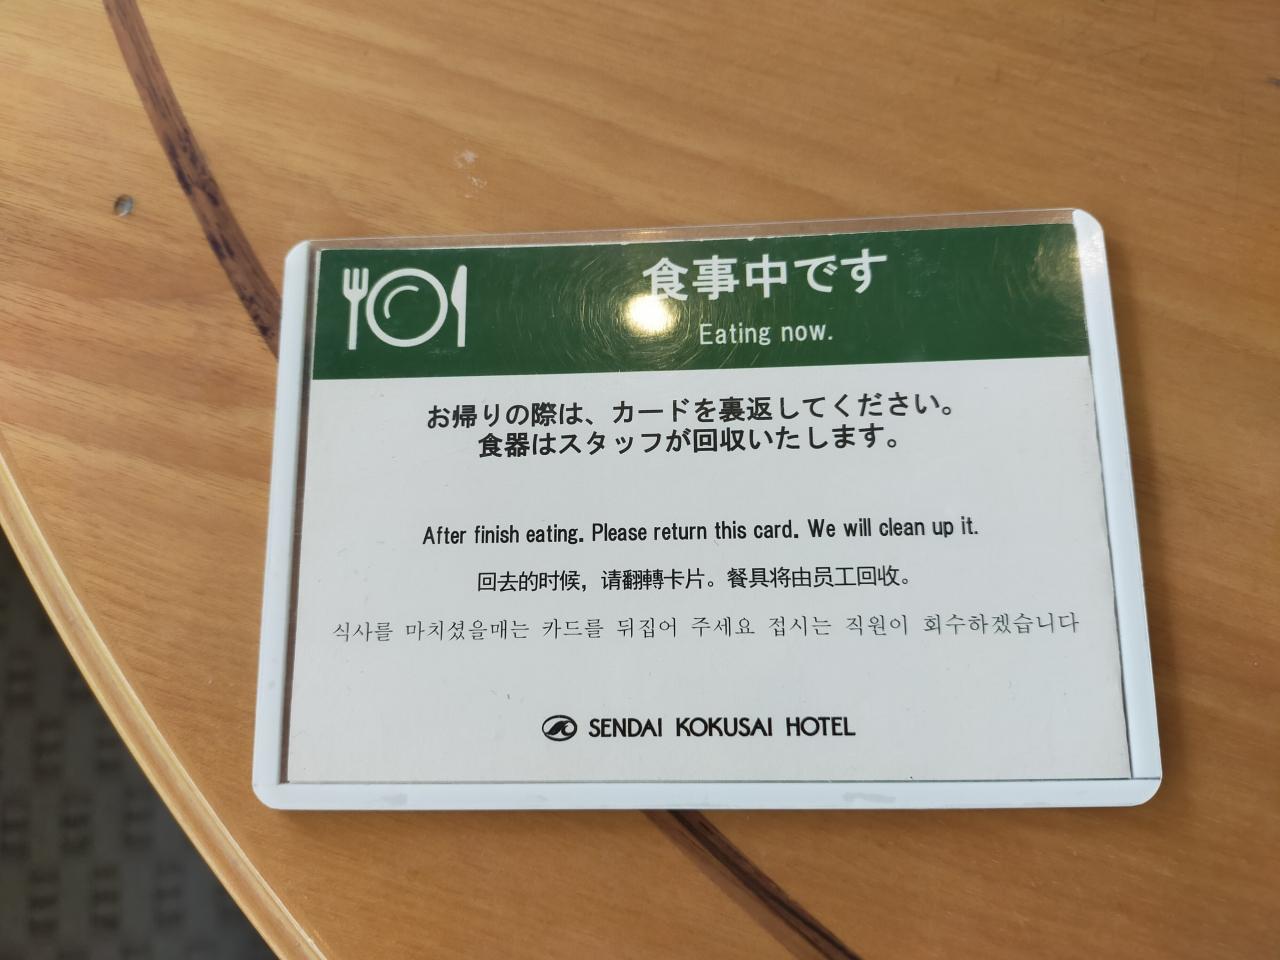 食事中です
Eating now.
お帰りの際は、カードを裏返してください。
食器はスタッフが回収いたします。
After finish eating. Please return this card. We will clean up it.
回去的时候，请翻轉卡片。餐具将由员工回收。
식사를 마치셨을때는 카드를 뒤집어 주세요 접시는 직원이 회수하겠습니다
SENDAI KOKUSAI HOTEL